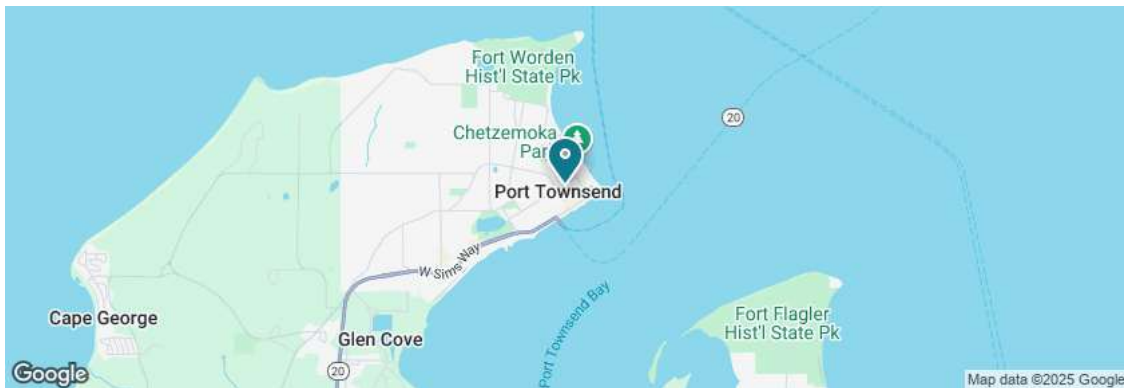 Fort Worden
Hist'l State Pk
20
Chetzemoka
Par
Port Townsend
W Sims Way
Cape George
Port Townsend Bay
Fort Flagler
Hist'l State Pk
Glen Cove
20
Google
Map data ©2025 Google